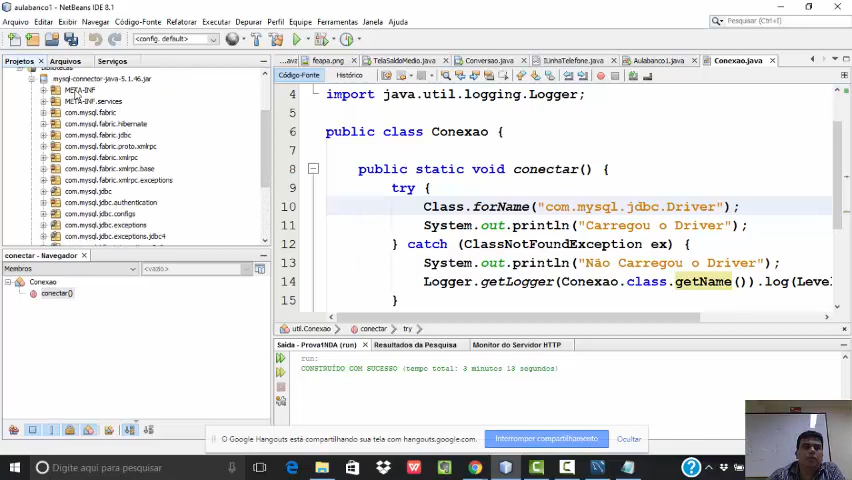 aulabanco1 - NetBeans IDE 8.1
Arquivo Editar Exibir Navegar Código-Fonte Refatorar Executar Depurar Perfil Equipe Ferramentas Janela Ajuda
Pesquisar (Ctrl+I)
<config. default>
Projetos Arquivos Serviços
...ava feapa.png TelaSaldoMedio.java Conversao.java ILinhaTelefone.java Aulabanco1.java Conexao.java
Código-Fonte Histórico
mysql-connector-java-5.1.46.jar
META-INF
META-INF.services
com.mysql.fabric
com.mysql.fabric.hibernate
com.mysql.fabric.jdbc
com.mysql.fabric.proto.xmlrpc
com.mysql.fabric.xmlrpc
com.mysql.fabric.xmlrpc.base
com.mysql.fabric.xmlrpc.exceptions
com.mysql.jdbc
com.mysql.jdbc.authentication
com.mysql.jdbc.configs
com.mysql.jdbc.exceptions
com.mysql.jdbc.exceptions.jdbc4
4 import java.util.logging.Logger;
6 public class Conexao {
8 public static void conectar() {
9 try {
10 Class.forName("com.mysql.jdbc.Driver");
11 System.out.println("Carregou o Driver");
12 } catch (ClassNotFoundException ex) {
13 System.out.println("Não Carregou o Driver");
14 Logger.getLogger(Conexao.class.getName()).log(Leve
15 }
conectar - Navegador
Membros <vazio>
Conexao
conectar()
util.Conexao conectar try
Saída - Prova1NDA (run) Resultados da Pesquisa Monitor do Servidor HTTP
run:
CONSTRUÍDO COM SUCESSO (tempo total: 3 minutos 13 segundos)
O Google Hangouts está compartilhando sua tela com hangouts.google.com. Interromper compartilhamento Ocultar
Digite aqui para pesquisar